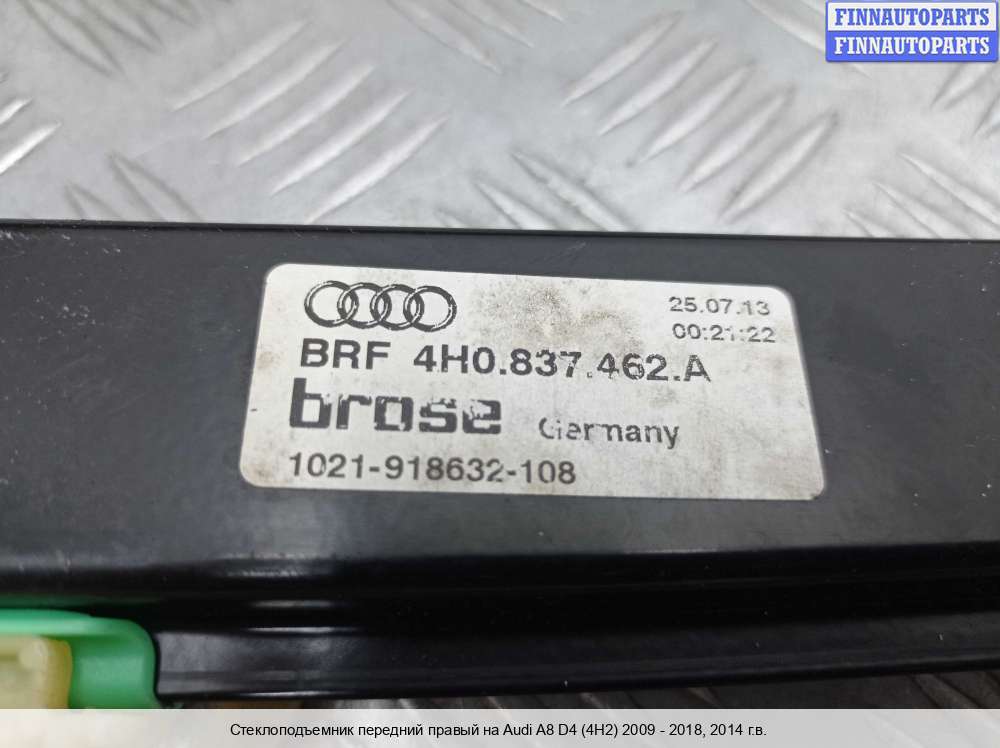 FINNAUTOPARTS
FINNAUTOPARTS
25.07.13
00:21:22
BRF 4H0.837.462.A
brose Germany
1021-918632-108
Стеклоподъемник передний правый на Audi A8 D4 (4H2) 2009 - 2018, 2014 г.в.